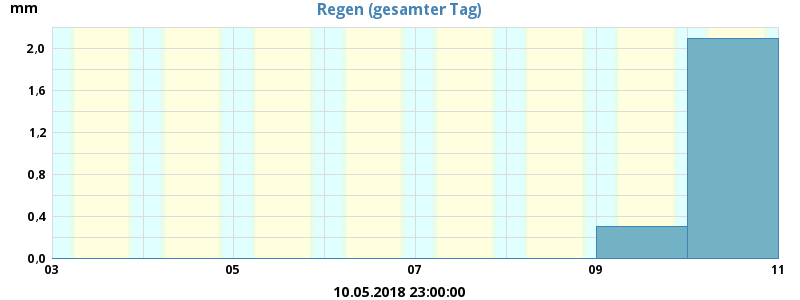 mm
Regen (gesamter Tag)
2,0
1,6
1,2
0,8
0,4
0,0
03 05 07 09 11
10.05.2018 23:00:00